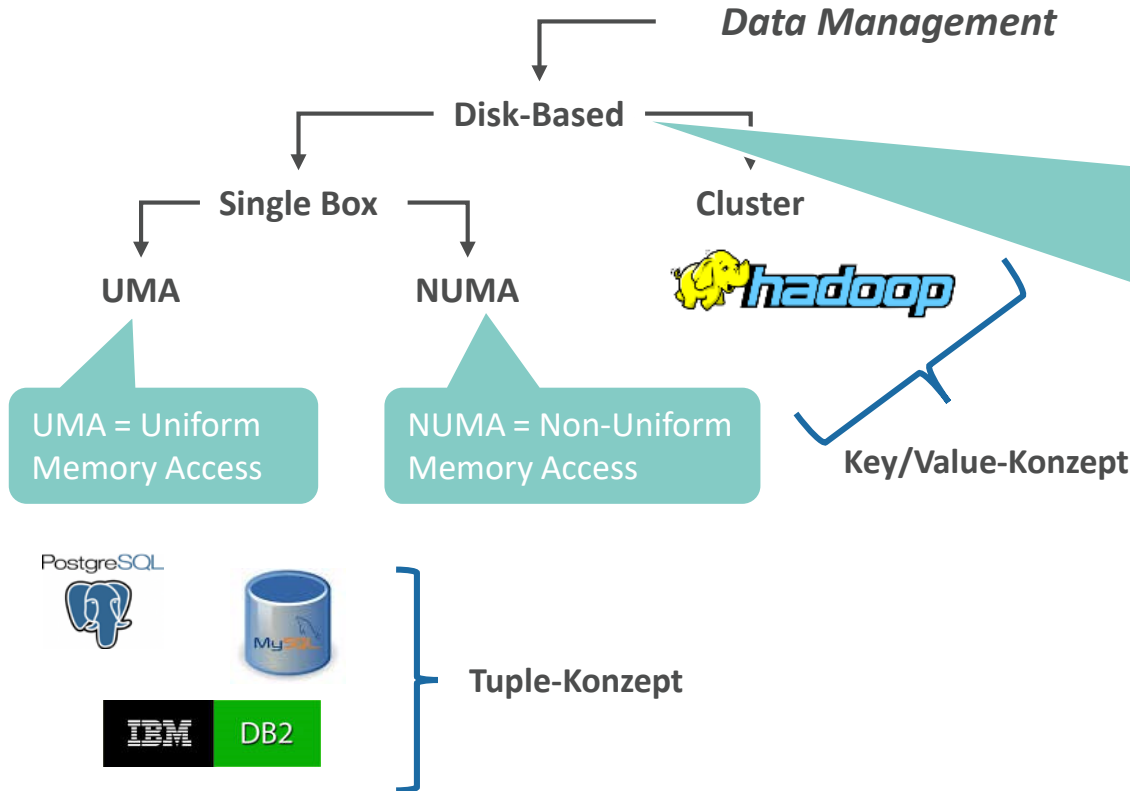 Data Management
Disk-Based
Single Box
Cluster
UMA
NUMA
hadoop
UMA = Uniform
Memory Access
NUMA = Non-Uniform
Memory Access
Key/Value-Konzept
PostgreSQL
MySQL
Tuple-Konzept
IBM
DB2